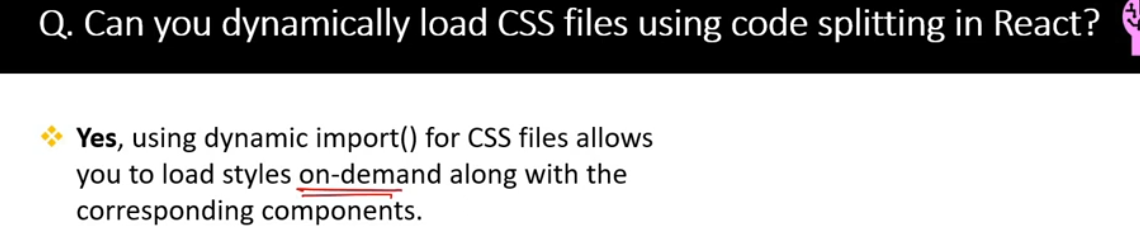 Q. Can you dynamically load CSS files using code splitting in React?
Yes, using dynamic import() for CSS files allows
you to load styles on-demand along with the
corresponding components.